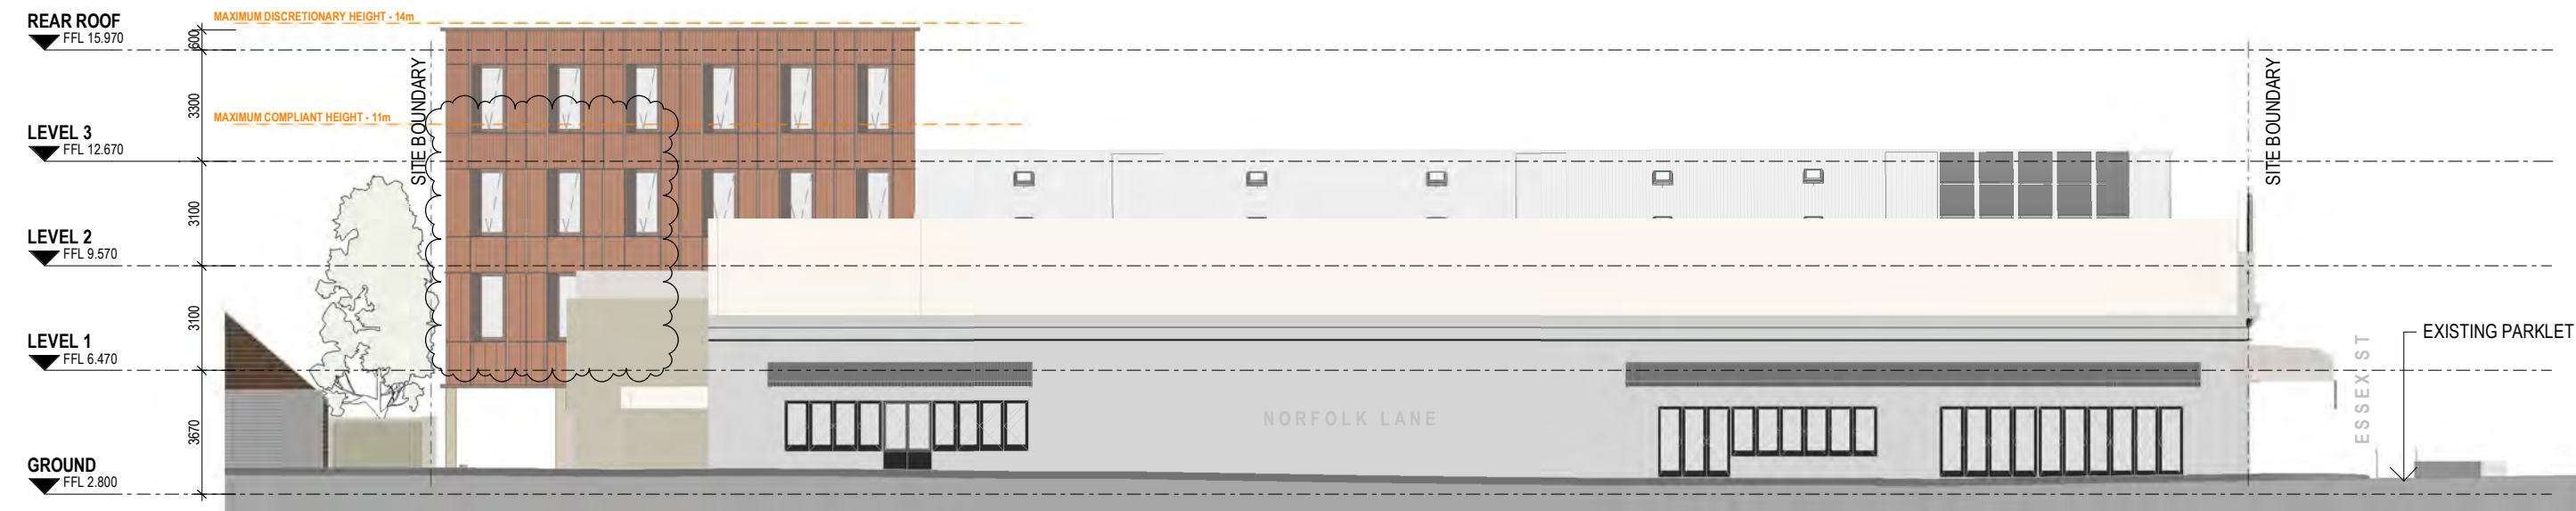 REAR ROOF
FFL 15.970
LEVEL 3
FFL 12.670
LEVEL 2
FFL 9.570
LEVEL 1
FFL 6.470
GROUND
FFL 2.800
600
3300
3100
3100
3670
MAXIMUM DISCRETIONARY HEIGHT - 14m
MAXIMUM COMPLIANT HEIGHT - 11m
SITE BOUNDARY
NORFOLK LANE
SITE BOUNDARY
ESSEX ST
EXISTING PARKLET